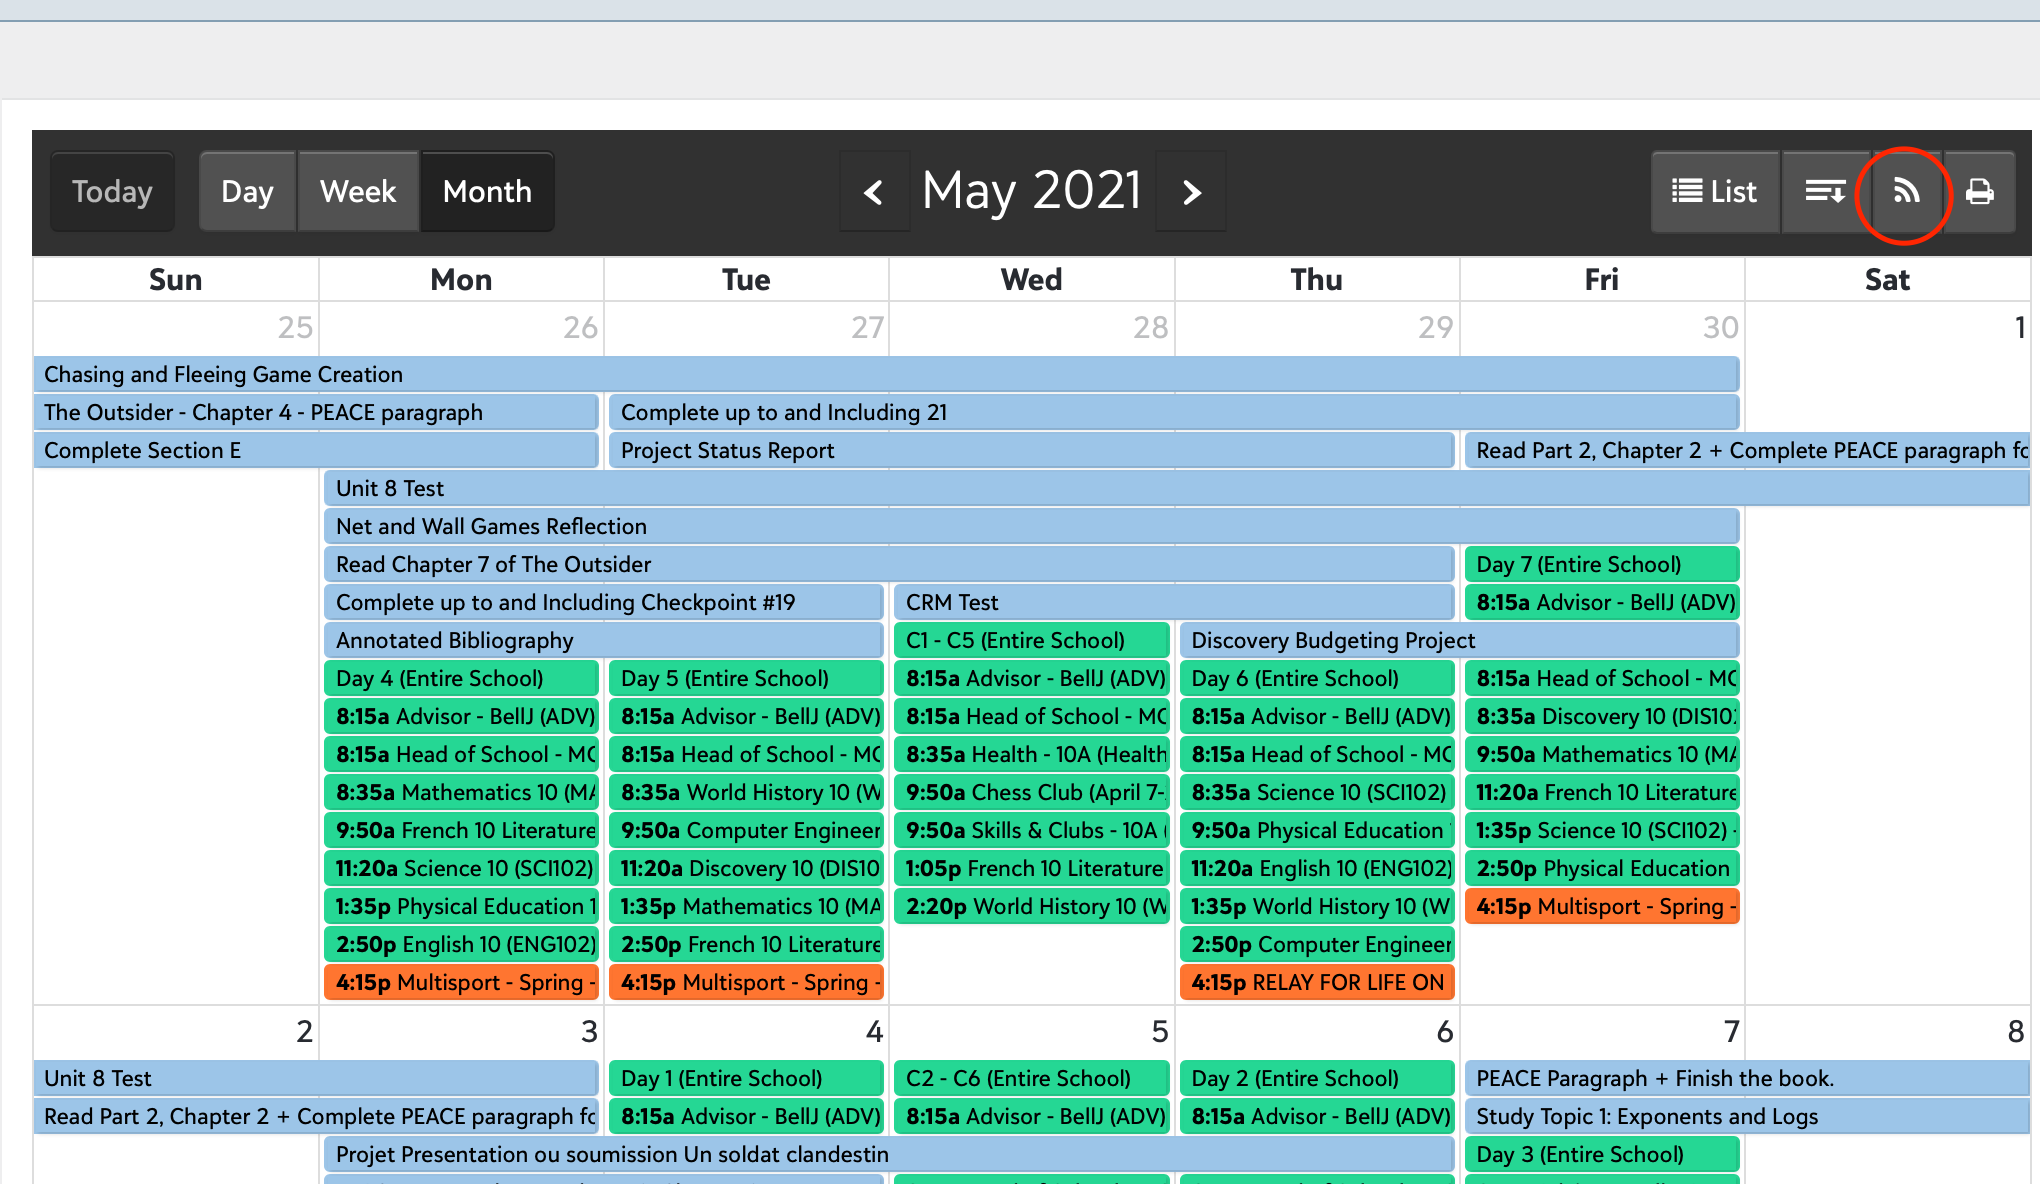 Today Day Week Month < May 2021 > List
Sun Mon Tue Wed Thu Fri Sat
25 26 27 28 29 30 1
Chasing and Fleeing Game Creation
The Outsider - Chapter 4 - PEACE paragraph Complete up to and Including 21
Complete Section E Project Status Report Read Part 2, Chapter 2 + Complete PEACE paragraph fo
Unit 8 Test
Net and Wall Games Reflection
Read Chapter 7 of The Outsider Day 7 (Entire School)
Complete up to and Including Checkpoint #19 CRM Test 8:15a Advisor - BellJ (ADV)
Annotated Bibliography C1 - C5 (Entire School) Discovery Budgeting Project
Day 4 (Entire School) Day 5 (Entire School) 8:15a Advisor - BellJ (ADV) Day 6 (Entire School) 8:15a Head of School -
8:15a Advisor - BellJ (ADV) 8:15a Advisor - BellJ (ADV) 8:15a Head of School - 8:15a Advisor - BellJ (ADV) 8:35a Discovery 10 (DIS10
8:15a Head of School - 8:15a Head of School - 8:35a Health - 10A (Health 8:15a Head of School - 9:50a Mathematics 10 (MA
8:35a Mathematics 10 (MA 8:35a World History 10 (W 9:50a Chess Club (April 7- 8:35a Science 10 (SCI102) 11:20a French 10 Literature
9:50a French 10 Literature 9:50a Computer Engineer 9:50a Skills & Clubs - 10A ( 9:50a Physical Education 1:35p Science 10 (SCI102) -
11:20a Science 10 (SCI102) 11:20a Discovery 10 (DIS10 1:05p French 10 Literature 11:20a English 10 (ENG102) 2:50p Physical Education
1:35p Physical Education 1 1:35p Mathematics 10 (MA 2:20p World History 10 (W 1:35p World History 10 (W 4:15p Multisport - Spring -
2:50p English 10 (ENG102) 2:50p French 10 Literature 2:50p Computer Engineer
4:15p Multisport - Spring - 4:15p Multisport - Spring - 4:15p RELAY FOR LIFE ON
2 3 4 5 6 7 8
Unit 8 Test Day 1 (Entire School) C2 - C6 (Entire School) Day 2 (Entire School) PEACE Paragraph + Finish the book.
Read Part 2, Chapter 2 + Complete PEACE paragraph fo 8:15a Advisor - BellJ (ADV) 8:15a Advisor - BellJ (ADV) 8:15a Advisor - BellJ (ADV) Study Topic 1: Exponents and Logs
Projet Presentation ou soumission Un soldat clandestin Day 3 (Entire School)